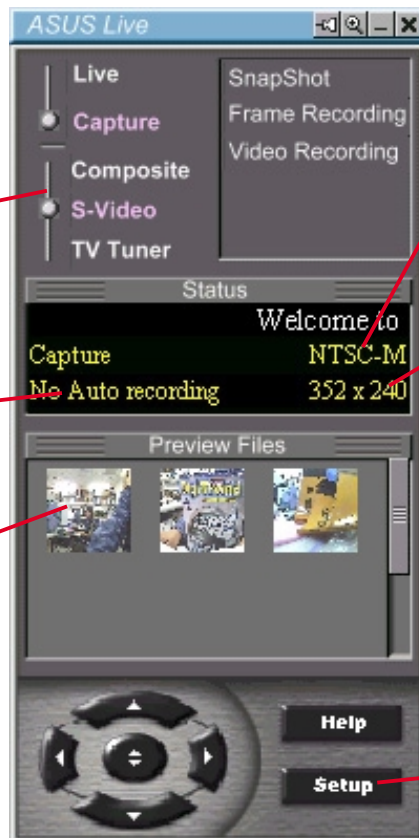 ASUS Live
Live
Capture
Composite
S-Video
TV Tuner
SnapShot
Frame Recording
Video Recording
Status
Welcome to
Capture NTSC-M
No Auto recording 352 x 240
Preview Files
Help
Setup